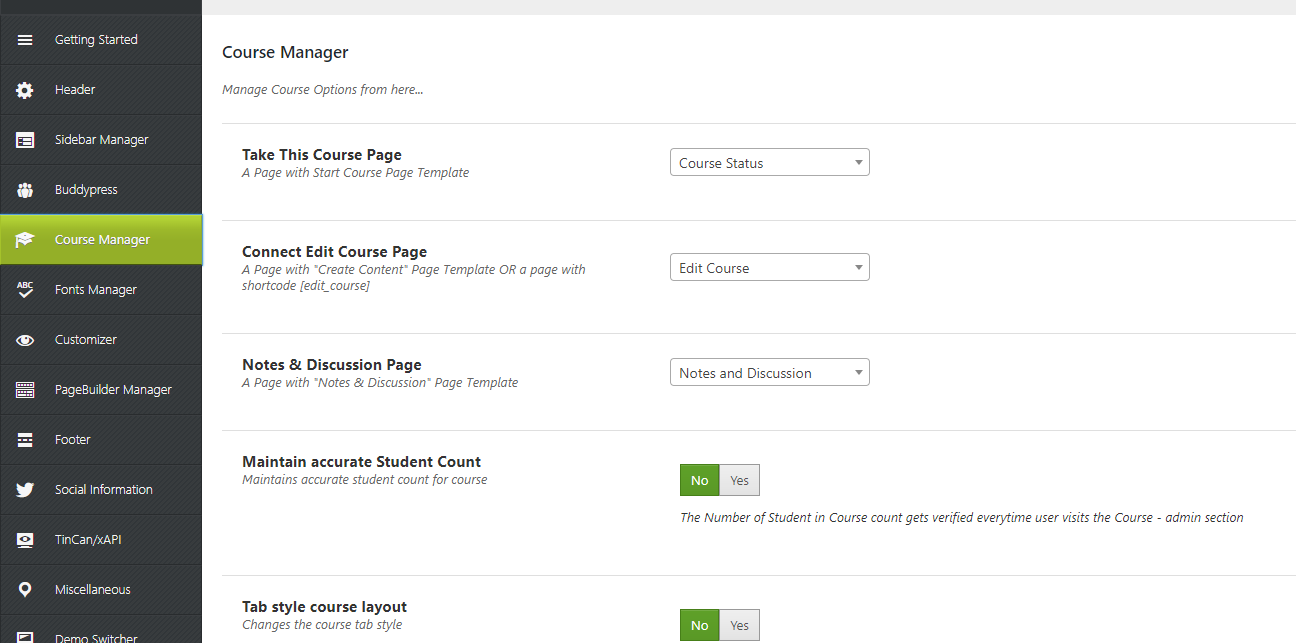 Getting Started
Header
Sidebar Manager
Buddypress
Course Manager
ABC
Fonts Manager
Customizer
PageBuilder Manager
Footer
Social Information
TinCan/xAPI
Miscellaneous
Demo Switcher
Course Manager
Manage Course Options from here...
Take This Course Page
A Page with Start Course Page Template
Course Status
Connect Edit Course Page
A Page with "Create Content" Page Template OR a page with
shortcode [edit_course]
Edit Course
Notes & Discussion Page
A Page with "Notes & Discussion" Page Template
Notes and Discussion
Maintain accurate Student Count
Maintains accurate student count for course
No Yes
The Number of Student in Course count gets verified everytime user visits the Course - admin section
Tab style course layout
Changes the course tab style
No Yes